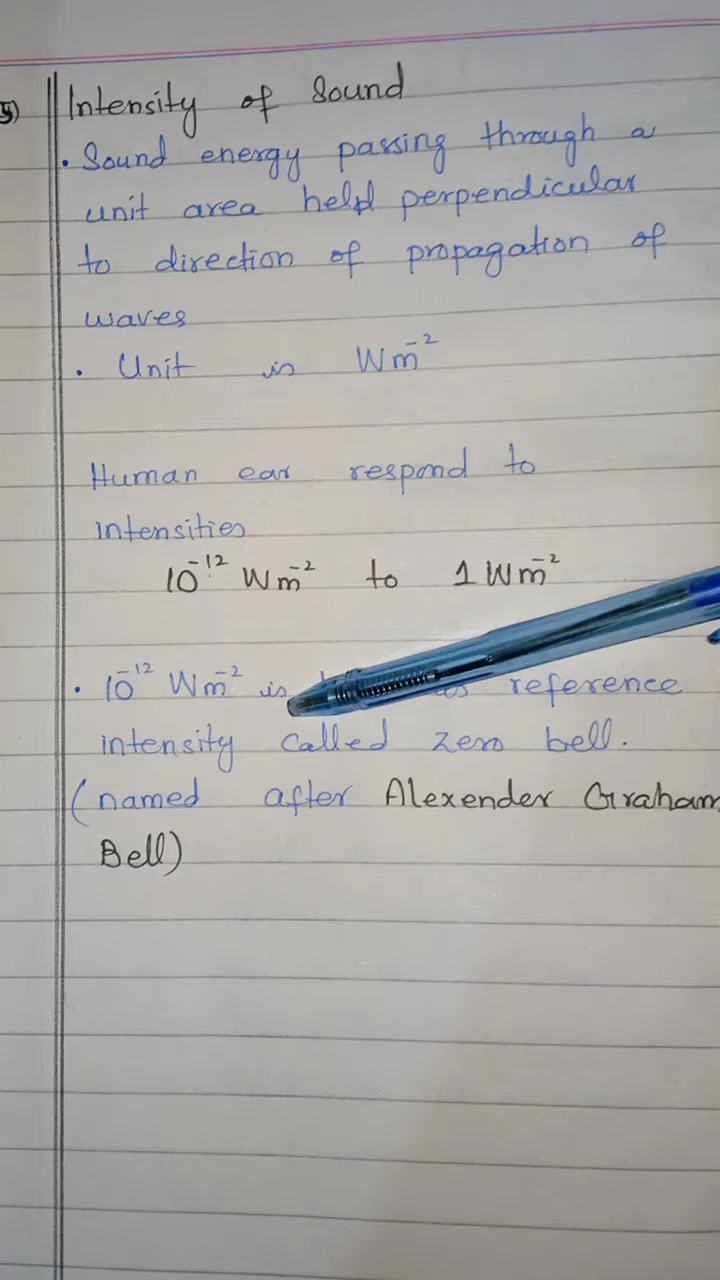 5) Intensity of Sound
. Sound energy passing through a
unit area held perpendicular
to direction of propagation of
waves
. Unit is Wm⁻²
Human ear respond to
intensities
10⁻¹² Wm⁻² to 1 Wm⁻²
. 10⁻¹² Wm⁻² is as reference
intensity called zero bell.
(named after Alexender Graham
Bell)